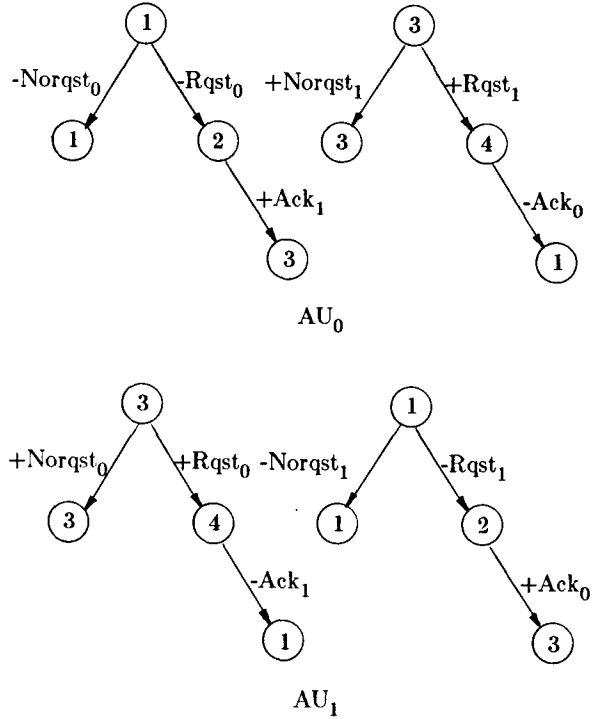 1 3
-Norqst₀ -Rqst₀ +Norqst₁ +Rqst₁
1 2 3 4
+Ack₁ -Ack₀
3 1
AU₀
3 1
+Norqst₀ +Rqst₀ -Norqst₁ -Rqst₁
3 4 1 2
-Ack₁ +Ack₀
1 3
AU₁